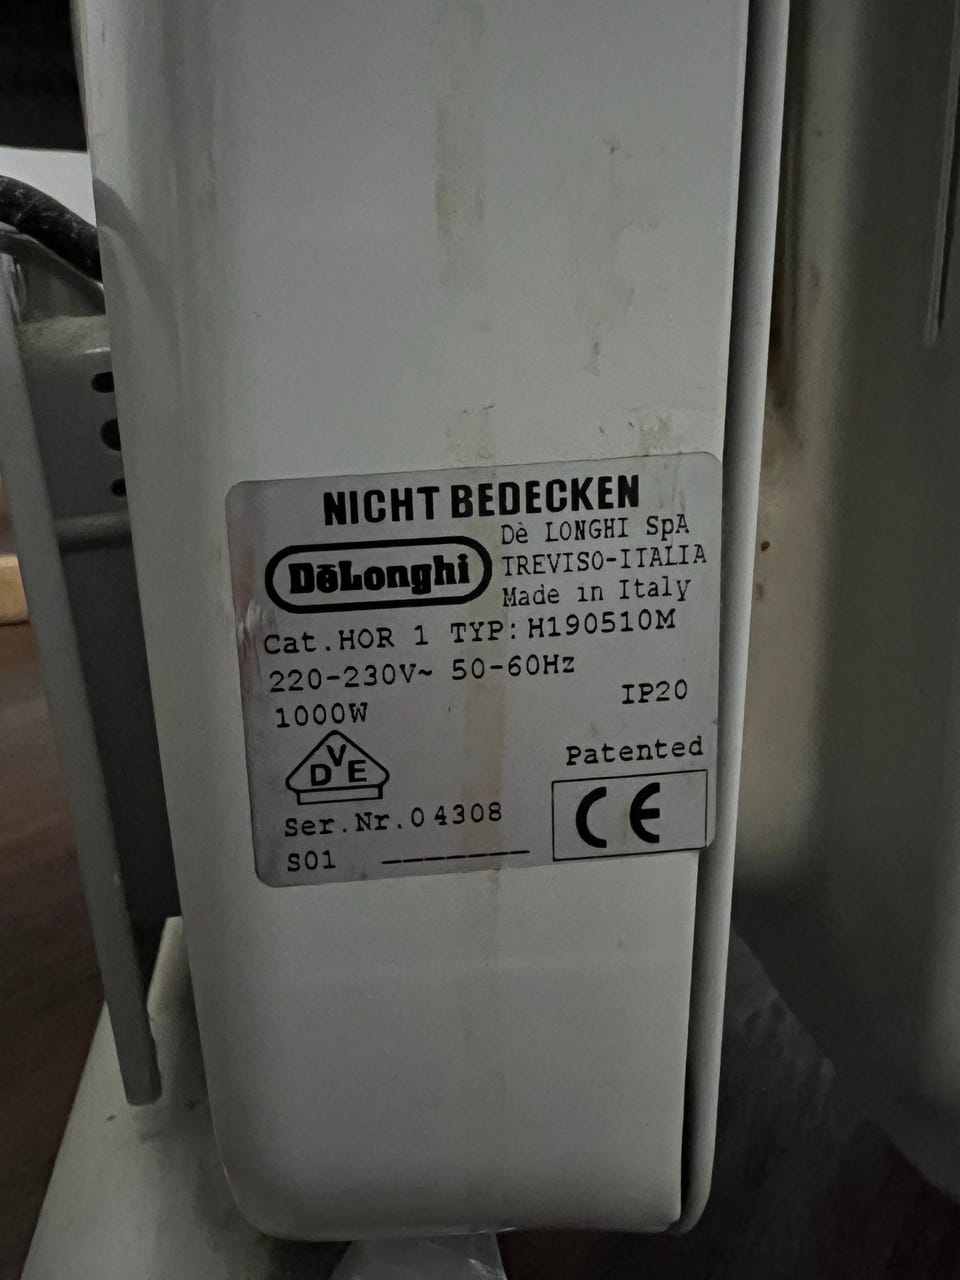 NICHT BEDECKEN
DēLonghi
Dè LONGHI SpA
TREVISO-ITALIA
Made in Italy
Cat.HOR 1 TYP:H190510M
220-230V~ 50-60Hz
1000W
IP20
DVE
Patented
Ser.Nr.04308
S01 _______
CE